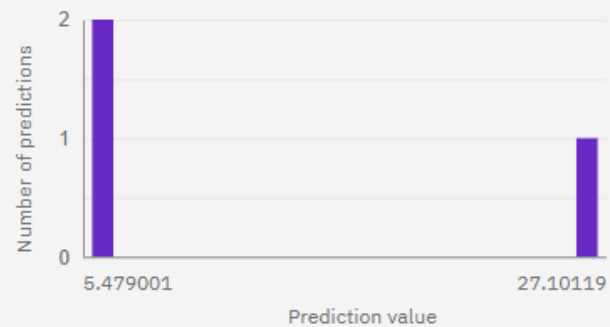 2
Number of predictions
1
0
5.479001 27.10119
Prediction value